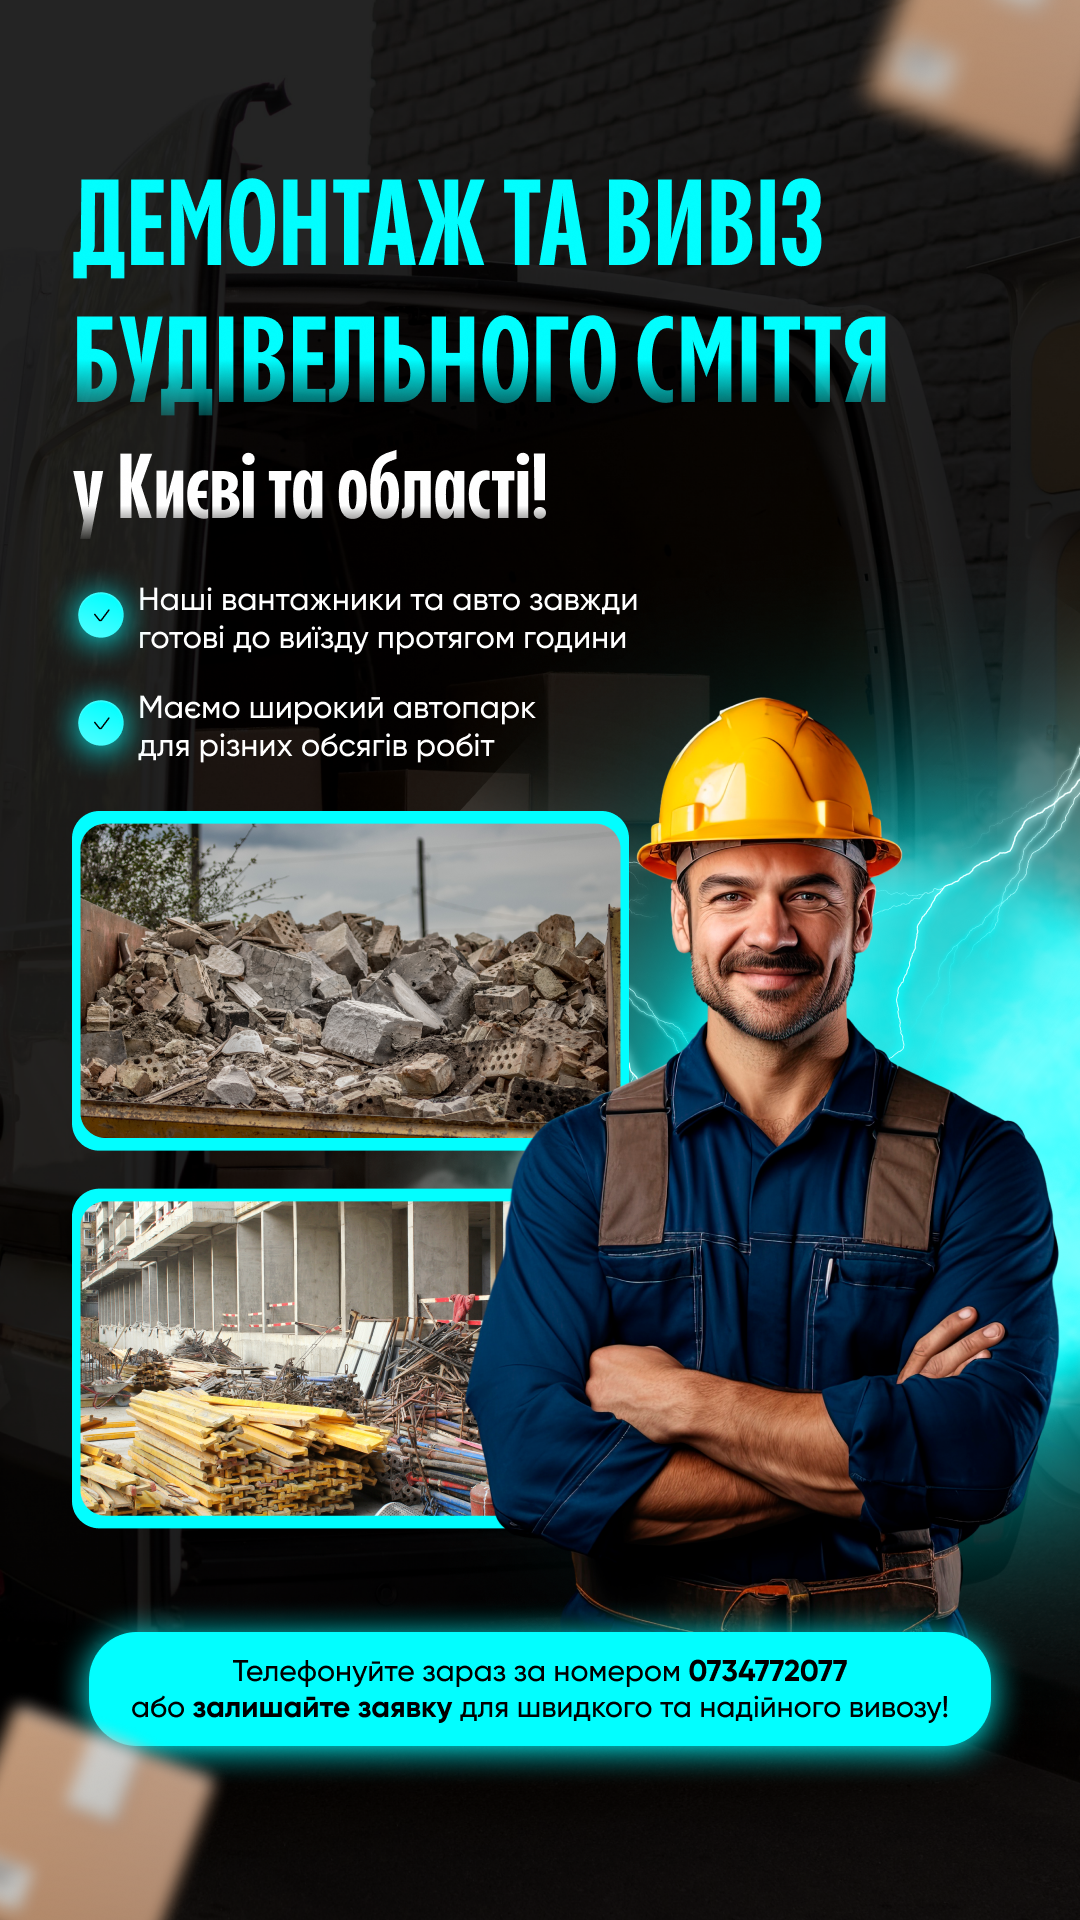 ДЕМОНТАЖ ТА ВИВІЗ
БУДІВЕЛЬНОГО СМІТТЯ
у Києві та області!
Наші вантажники та авто завжди
готові до виїзду протягом години
Маємо широкий автопарк
для різних обсягів робіт
Телефонуйте зараз за номером 0734772077
або залишайте заявку для швидкого та надійного вивозу!